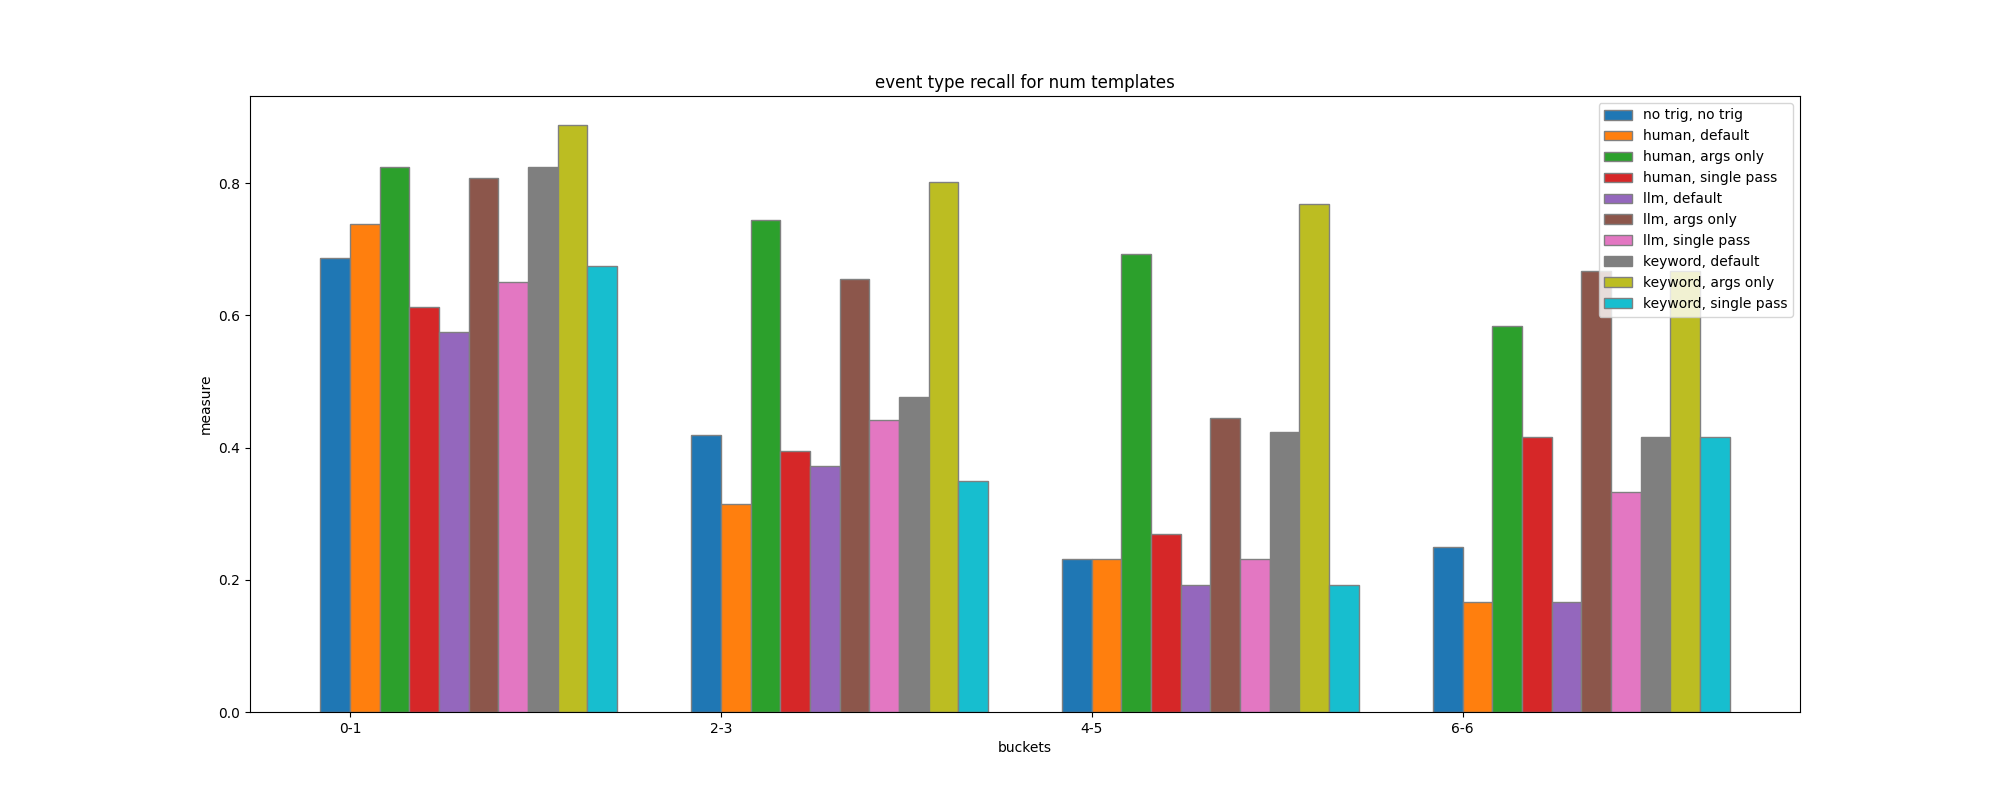 event type recall for num templates
no trig, no trig
human, default
human, args only
human, single pass
llm, default
llm, args only
llm, single pass
keyword, default
keyword, args only
keyword, single pass
measure
0.8
0.6
0.4
0.2
0.0
0-1
2-3
4-5
6-6
buckets